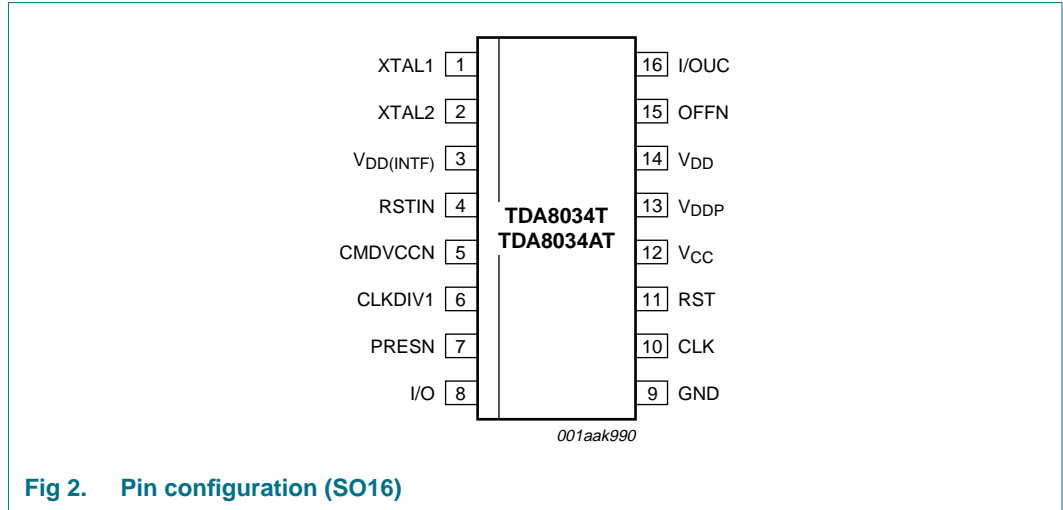 XTAL1 1
XTAL2 2
VDD(INTF) 3
RSTIN 4
CMDVCCN 5
CLKDIV1 6
PRESN 7
I/O 8
TDA8034T
TDA8034AT
16 I/OUC
15 OFFN
14 VDD
13 VDDP
12 VCC
11 RST
10 CLK
9 GND
001aak990
Fig 2. Pin configuration (SO16)